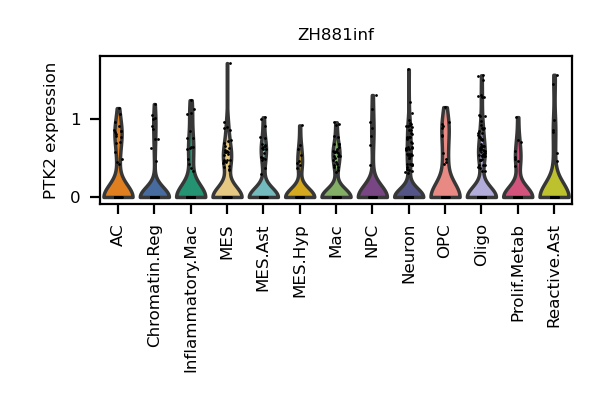 ZH881inf
PTK2 expression
1
0
AC
Chromatin.Reg
Inflammatory.Mac
MES
MES.Ast
MES.Hyp
Mac
NPC
Neuron
OPC
Oligo
Prolif.Metab
Reactive.Ast